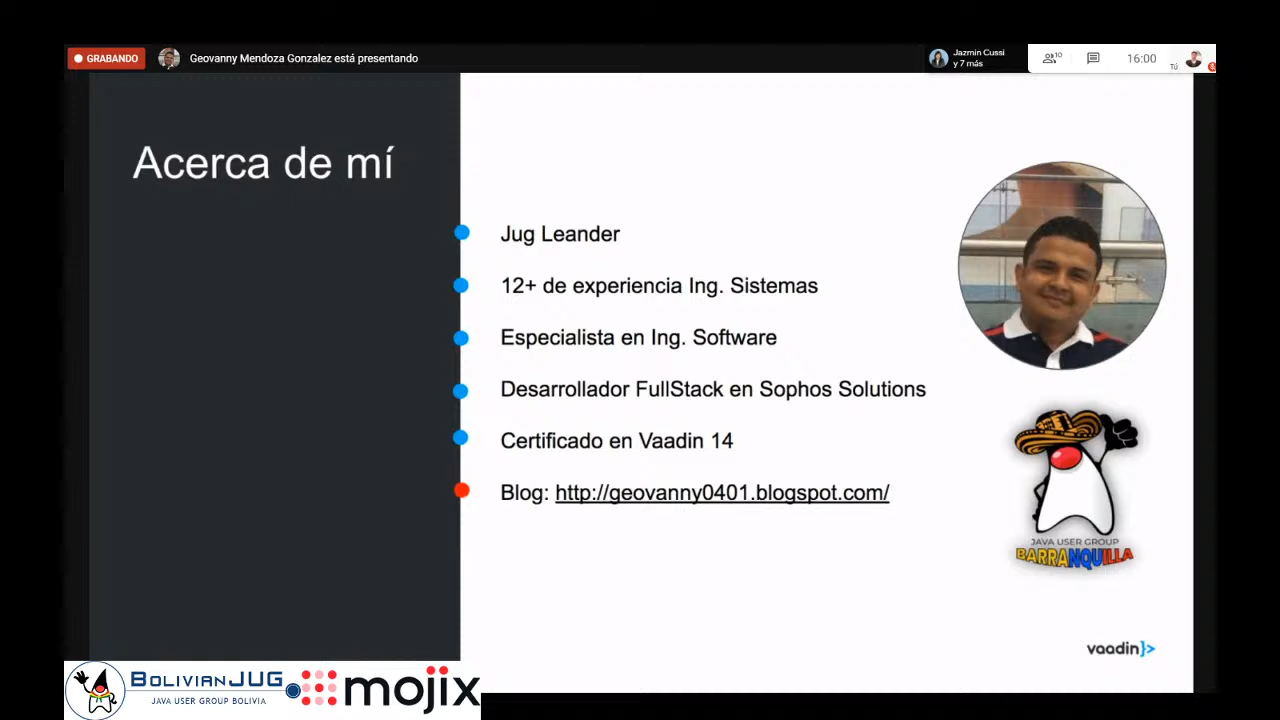 GRABANDO
Geovanny Mendoza Gonzalez está presentando
Jazmin Cussi
y 7 más
10
16:00
Tú
Acerca de mí
Jug Leander
12+ de experiencia Ing. Sistemas
Especialista en Ing. Software
Desarrollador FullStack en Sophos Solutions
Certificado en Vaadin 14
Blog: http://geovanny0401.blogspot.com/
JAVA USER GROUP
BARRANQUILLA
vaadin}>
BOLIVIANJUG
JAVA USER GROUP BOLIVIA
mojix